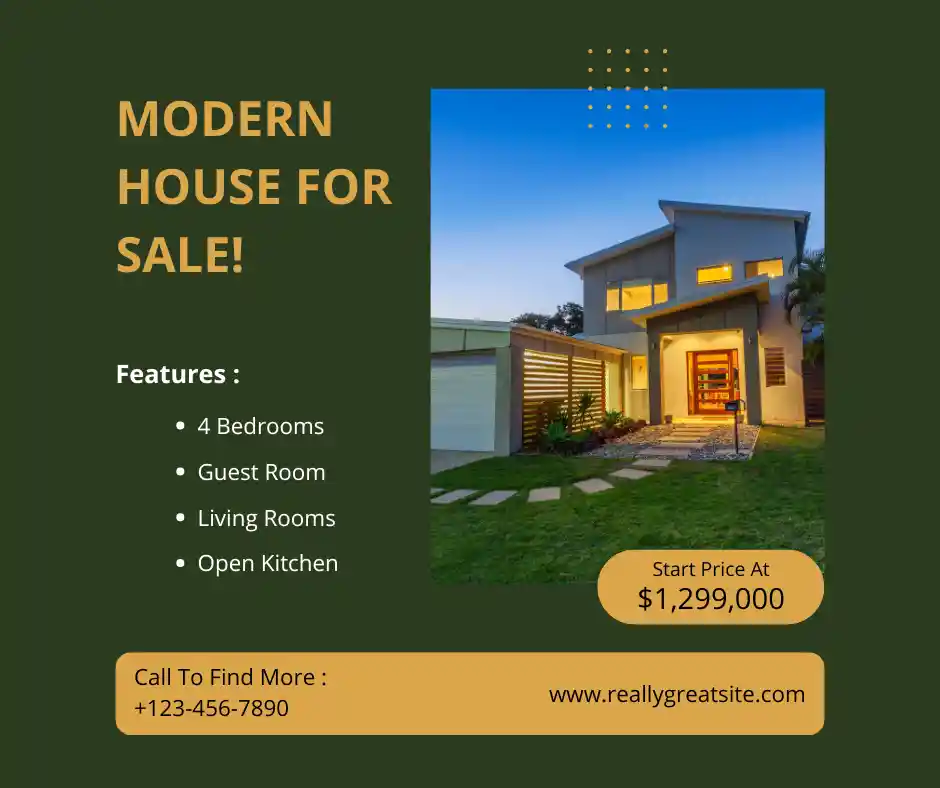 MODERN
HOUSE FOR
SALE!
Features :
4 Bedrooms
Guest Room
Living Rooms
Open Kitchen
Start Price At
$1,299,000
Call To Find More :
+123-456-7890
www.reallygreatsite.com